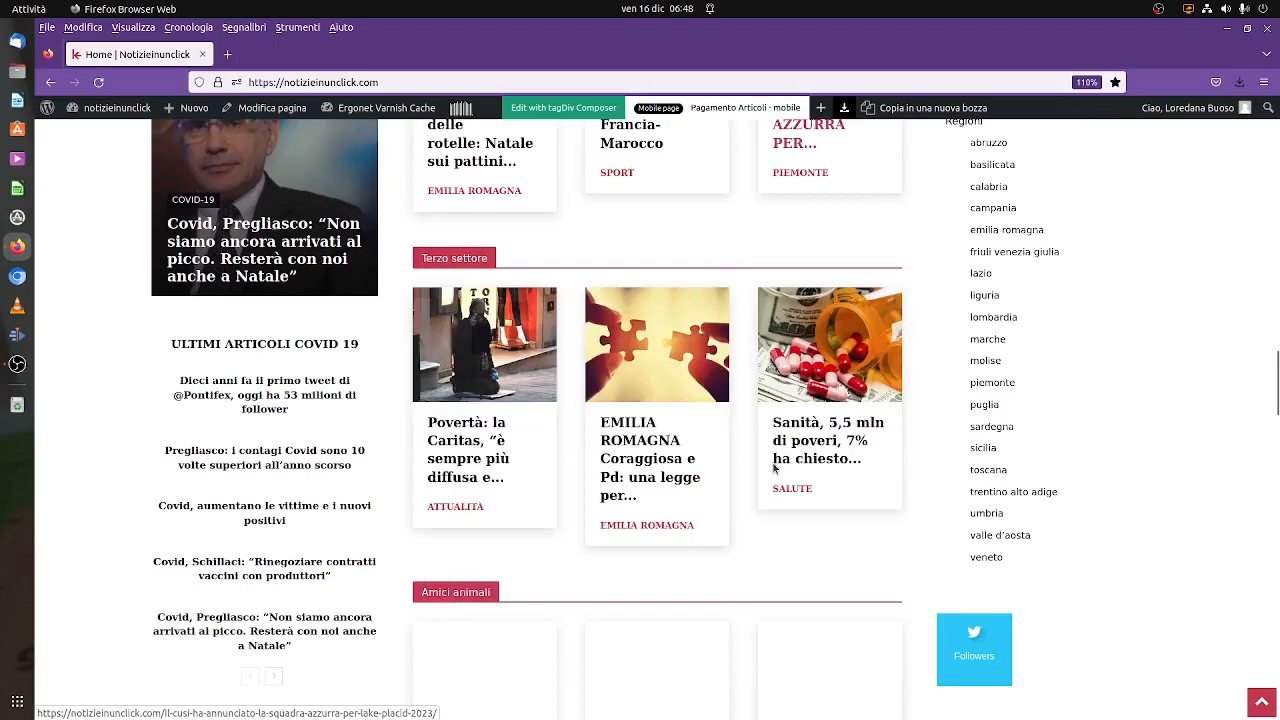 Attività
Firefox Browser Web
ven 16 dic 06:48
File Modifica Visualizza Cronologia Segnalibri Strumenti Aiuto
Home | Notizieinunclick
https://notizieinunclick.com
110%
notizieinunclick
Nuovo
Modifica pagina
Ergonet Varnish Cache
Edit with tagDiv Composer
Mobile page
Pagamento Articoli - mobile
Copia in una nuova bozza
Ciao, Loredana Buoso
COVID-19
Covid, Pregliasco: “Non
siamo ancora arrivati al
picco. Resterà con noi
anche a Natale”
ULTIMI ARTICOLI COVID 19
Dieci anni fa il primo tweet di
@Pontifex, oggi ha 53 milioni di
follower
Pregliasco: i contagi Covid sono 10
volte superiori all’anno scorso
Covid, aumentano le vittime e i nuovi
positivi
Covid, Schillaci: “Rinegoziare contratti
vaccini con produttori”
Covid, Pregliasco: “Non siamo ancora
arrivati al picco. Resterà con noi anche
a Natale”
delle
rotelle: Natale
sui pattini...
EMILIA ROMAGNA
Francia-
Marocco
SPORT
AZZURRA
PER...
PIEMONTE
Terzo settore
Povertà: la
Caritas, “è
sempre più
diffusa e...
ATTUALITÀ
EMILIA
ROMAGNA
Coraggiosa e
Pd: una legge
per...
EMILIA ROMAGNA
Sanità, 5,5 mln
di poveri, 7%
ha chiesto...
SALUTE
Amici animali
Regioni
abruzzo
basilicata
calabria
campania
emilia romagna
friuli venezia giulia
lazio
liguria
lombardia
marche
molise
piemonte
puglia
sardegna
sicilia
toscana
trentino alto adige
umbria
valle d’aosta
veneto
Followers
https://notizieinunclick.com/il-cusi-ha-annunciato-la-squadra-azzurra-per-lake-placid-2023/